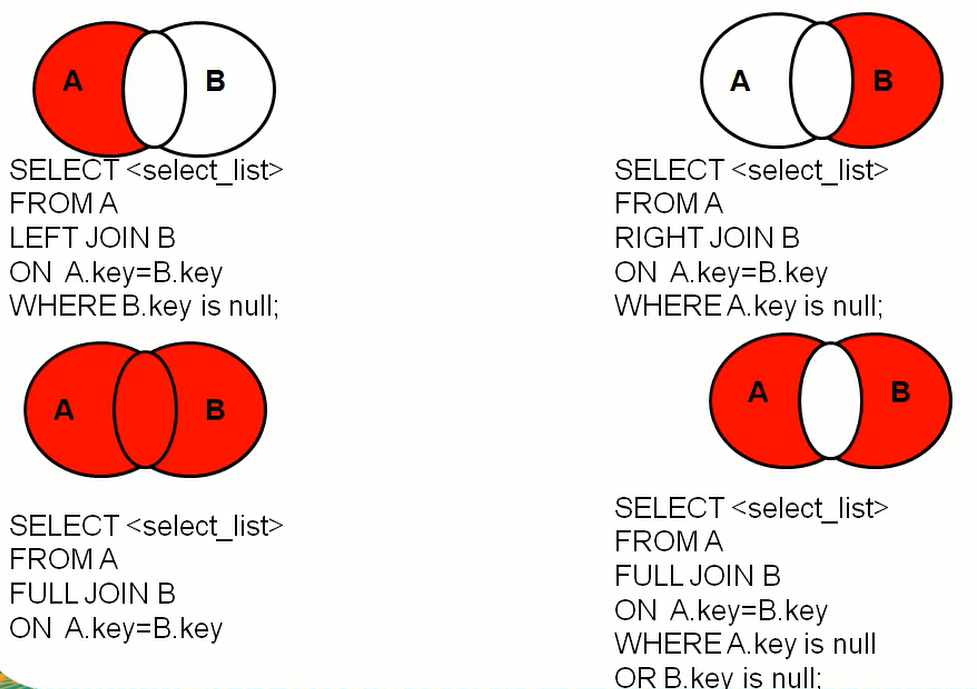 A
B
SELECT <select_list>
FROM A
LEFT JOIN B
ON A.key=B.key
WHERE B.key is null;
A
B
SELECT <select_list>
FROM A
RIGHT JOIN B
ON A.key=B.key
WHERE A.key is null;
A
B
SELECT <select_list>
FROM A
FULL JOIN B
ON A.key=B.key
A
B
SELECT <select_list>
FROM A
FULL JOIN B
ON A.key=B.key
WHERE A.key is null
OR B.key is null;